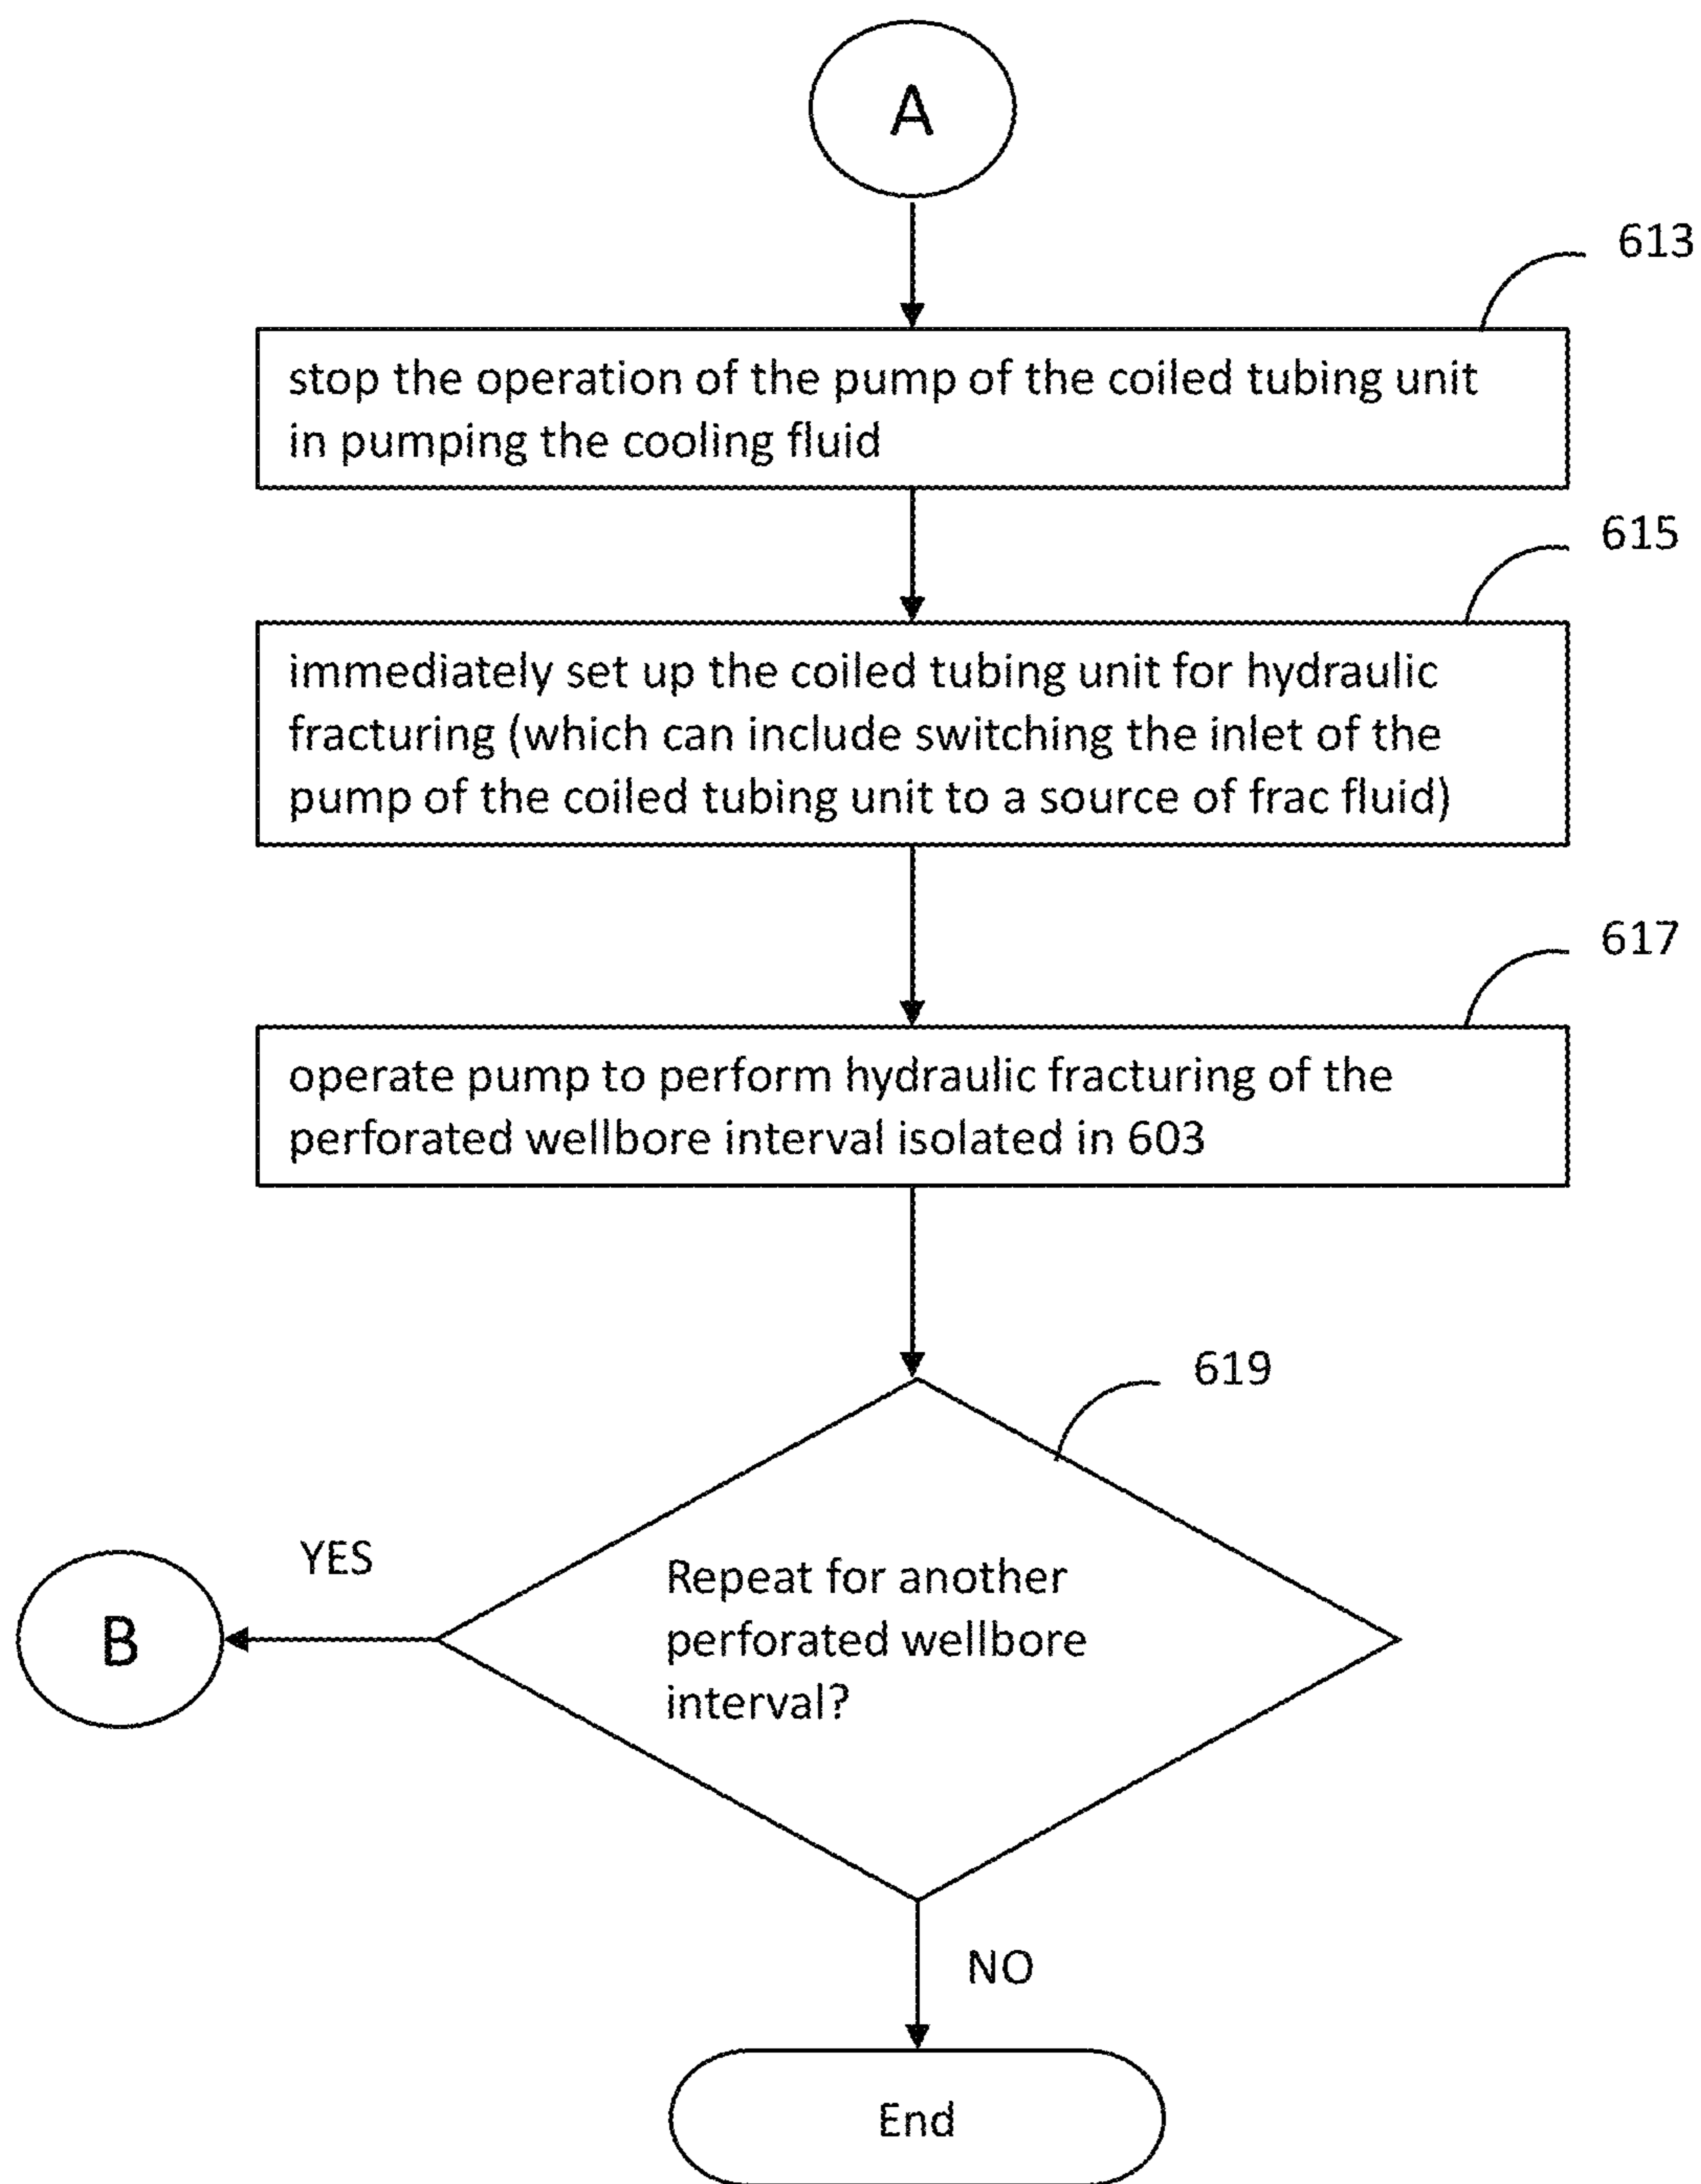 A
613
stop the operation of the pump of the coiled tubing unit
in pumping the cooling fluid
615
immediately set up the coiled tubing unit for hydraulic
fracturing (which can include switching the inlet of the
pump of the coiled tubing unit to a source of frac fluid)
617
operate pump to perform hydraulic fracturing of the
perforated wellbore interval isolated in 603
619
YES
B
Repeat for another
perforated wellbore
interval?
NO
End